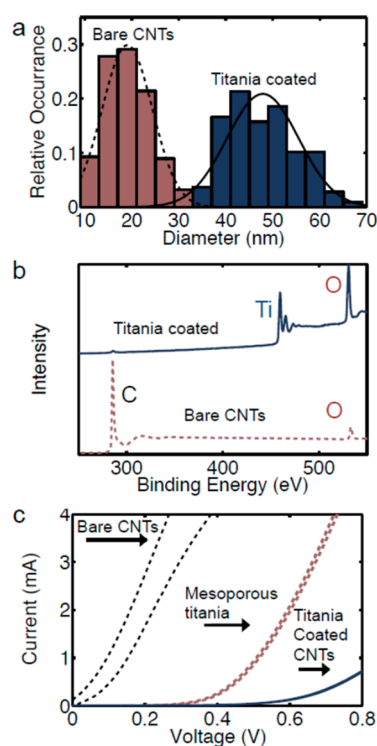 a
Bare CNTs
Titania coated
Relative Occurrance
0.3
0.2
0.1
0
10 20 30 40 50 60 70
Diameter (nm)
b
Intensity
Titania coated
Ti
O
C
Bare CNTs
O
300 400 500
Binding Energy (eV)
c
Current (mA)
4
3
2
1
0
Bare CNTs
Mesoporous
titania
Titania
Coated
CNTs
0 0.2 0.4 0.6 0.8
Voltage (V)